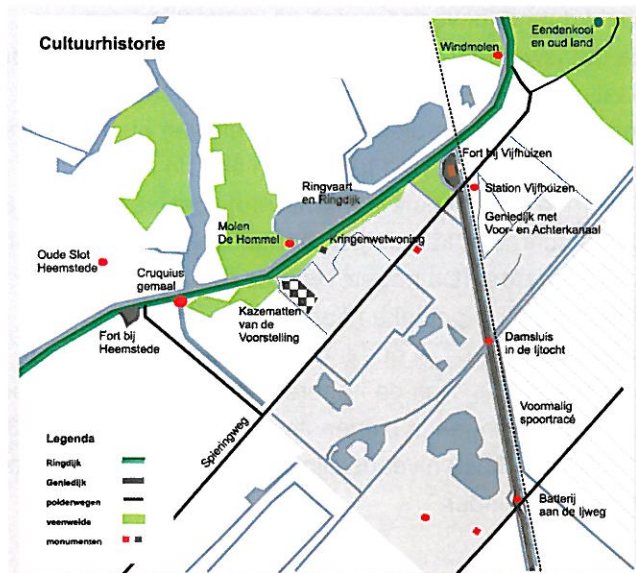 Cultuurhistorie
Eendenkooi
en oud land
Windmolen
Fort bij Vijfhuizen
Station Vijfhuizen
Ringvaart
en Ringdijk
Geniedijk met
Voor- en Achterkanaal
Molen
De Hommel
Kringenwetwoning
Oude Slot
Heemstede
Cruquius
gemaal
Kazematten
van de
Voorstelling
Fort bij
Heemstede
Damsluis
in de Ijtocht
Voormalig
spoortracé
Spieringweg
Batterij
aan de Ijweg
Legenda
Ringdijk
Geniedijk
polderwegen
veenweide
monumenten